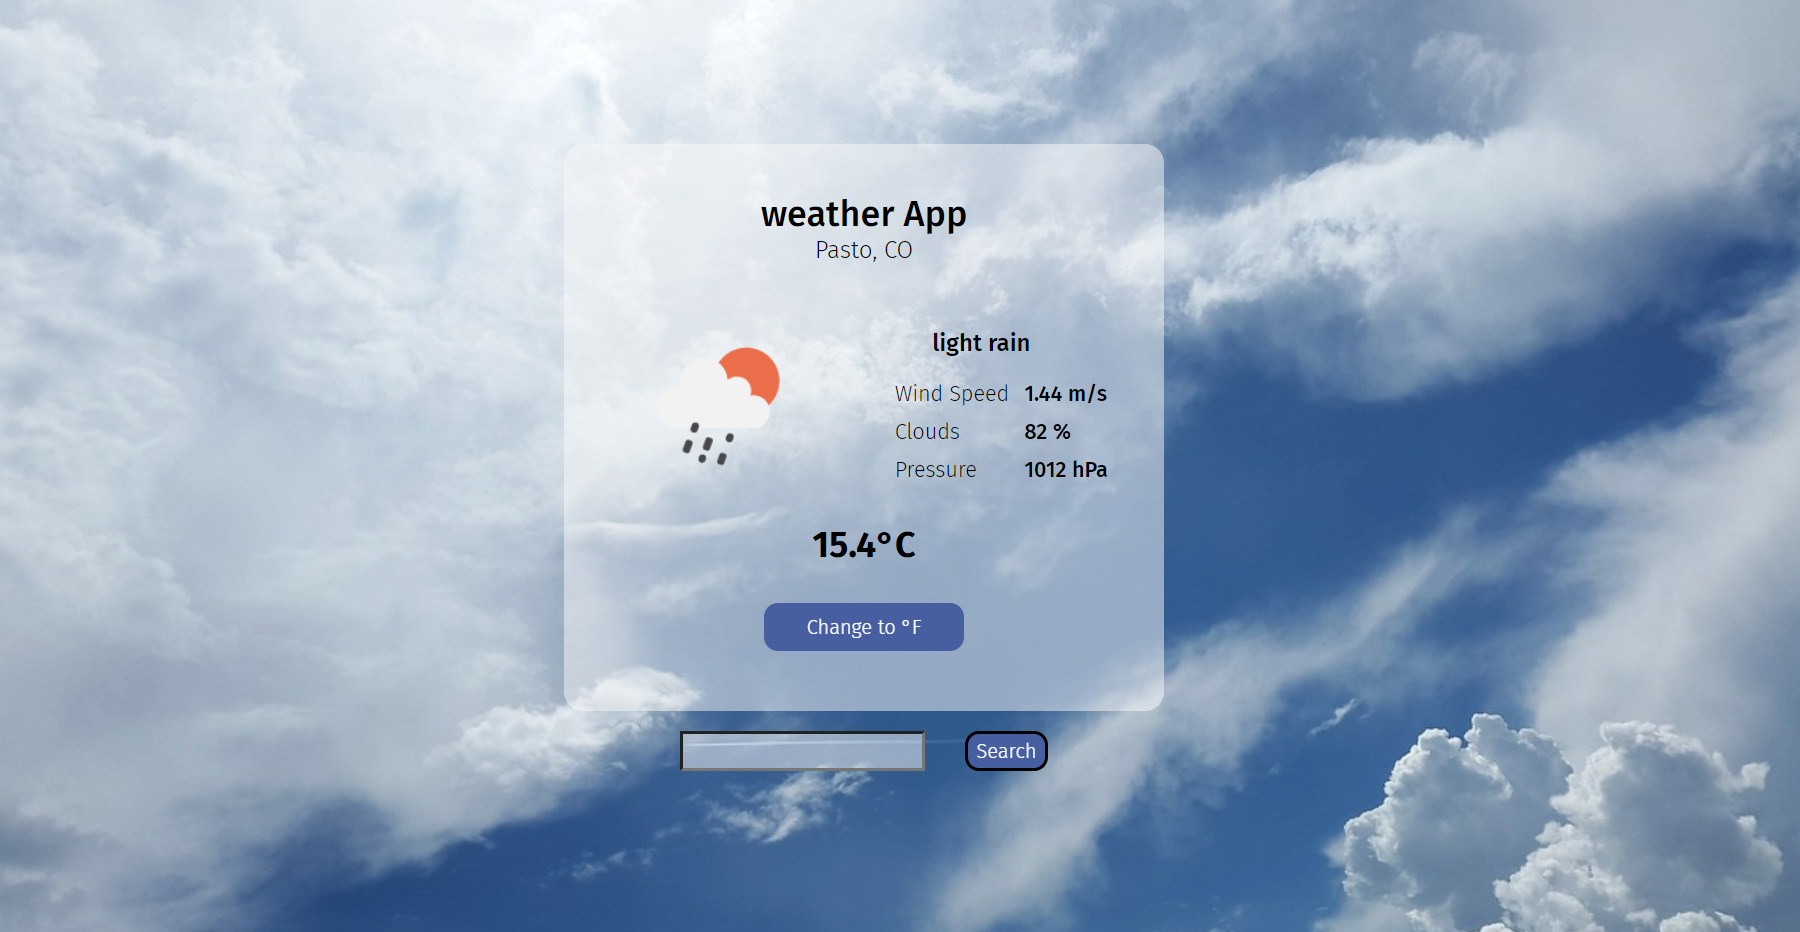 weather App
Pasto, CO
light rain
Wind Speed 1.44 m/s
Clouds 82 %
Pressure 1012 hPa
15.4°C
Change to °F
Search